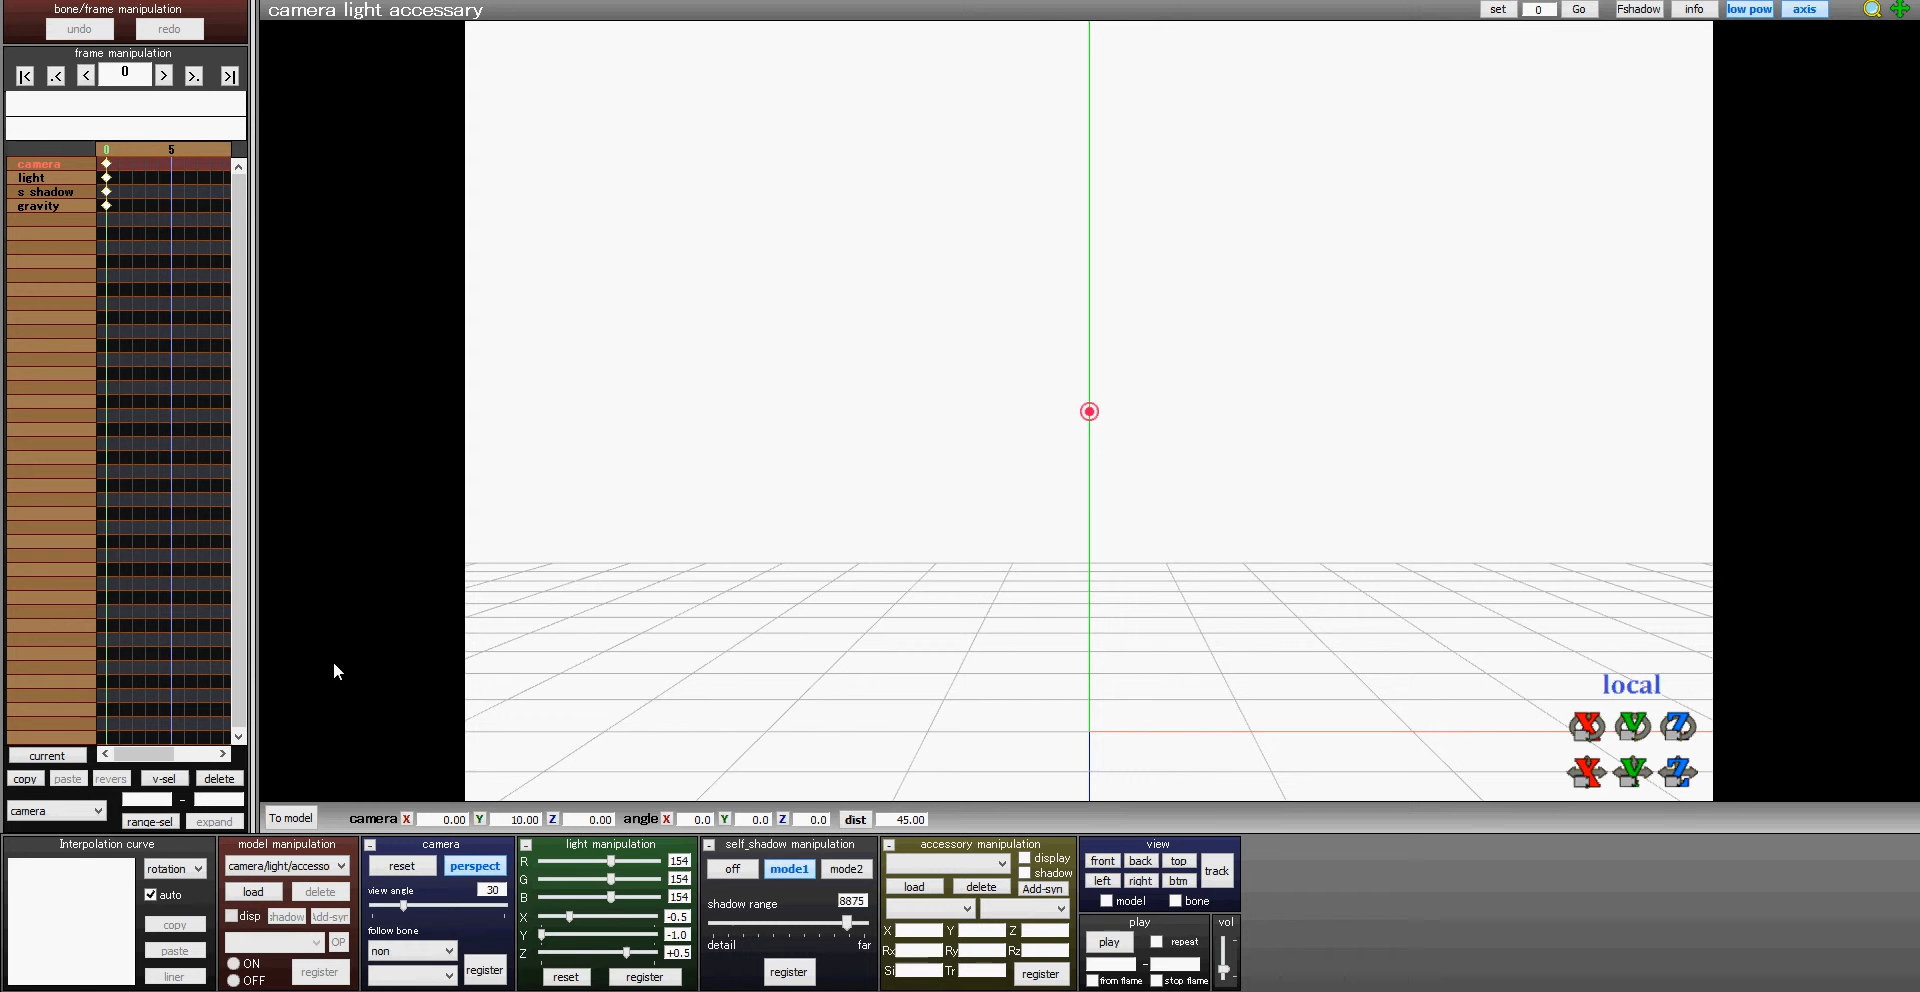 bone/frame manipulation
undo redo
frame manipulation
|< .< < 0 > >. >|
0 5
camera
light
s shadow
gravity
current
copy paste revers v-sel delete
camera -
range-sel expand
camera light accessary
set 0 Go Fshadow info low pow axis
local
X Y Z
X Y Z
To model camera X 0.00 Y 10.00 Z 0.00 angle X 0.0 Y 0.0 Z 0.0 dist 45.00
Interpolation curve
rotation
auto
copy
paste
liner
model manipulation
camera/light/accesso
load delete
disp shadow Add-syn
OP
ON
OFF
register
- camera
reset perspect
view angle 30
follow bone
non
register
- light manipulation
R 154
G 154
B 154
X -0.5
Y -1.0
Z +0.5
reset register
- self_shadow manipulation
off mode1 mode2
shadow range 8875
detail far
register
- accessory manipulation
display
shadow
load delete Add-syn
X Y Z
Rx Ry Rz
Si Tr register
view
front back top
left right btm
track
model bone
play
play repeat
-
from flame stop flame
vol